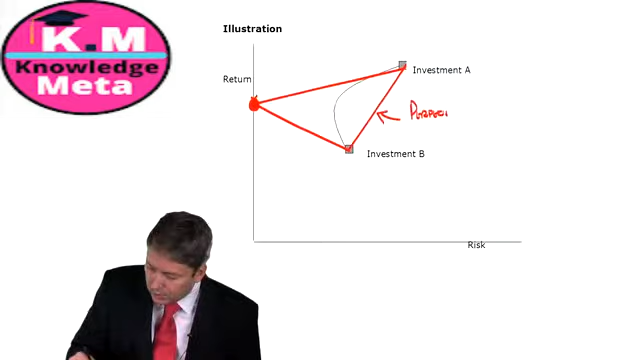 Illustration
K.M
Knowledge
Meta
Return
Investment A
Investment B
Risk